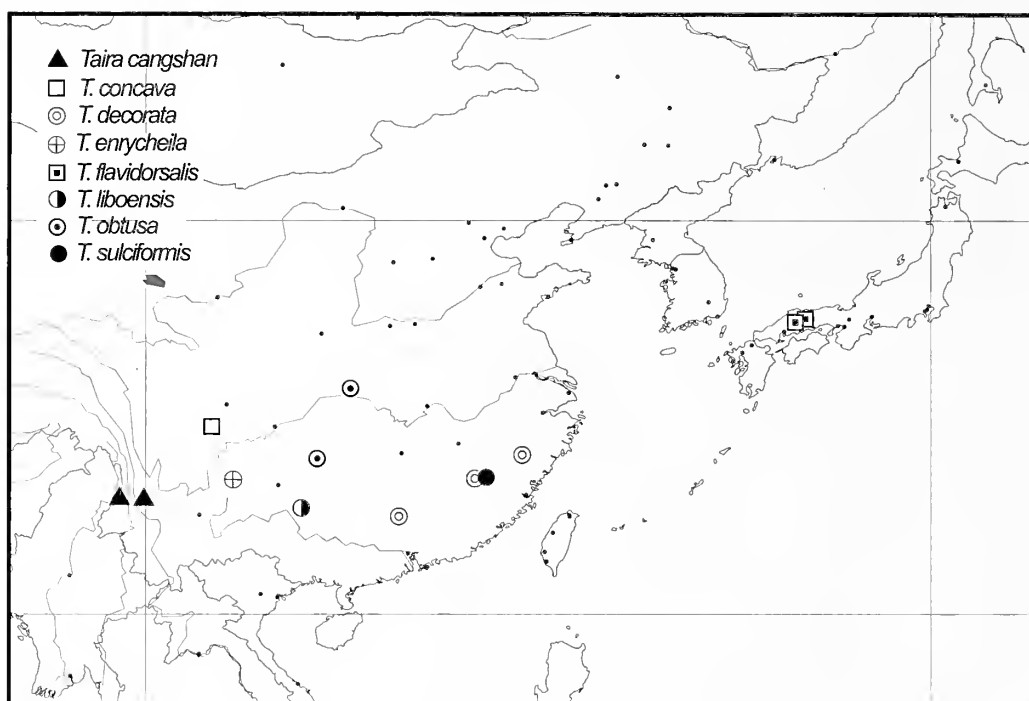 Taira cangshan
T. concava
T. decorata
T. enrycheila
T. flavidorsalis
T. liboensis
T. obtusa
T. sulciformis